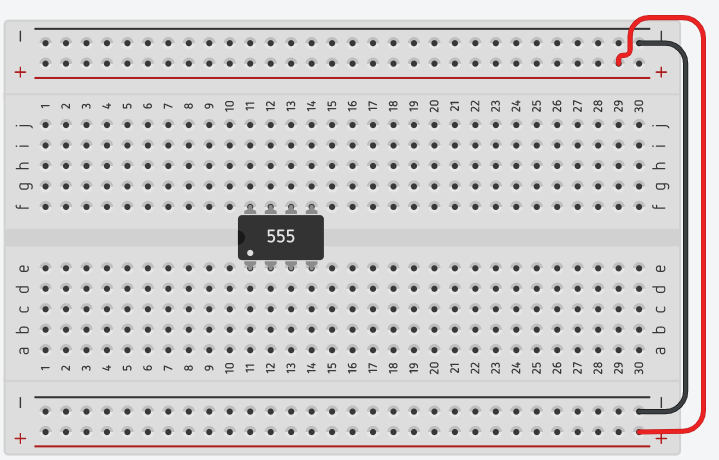 − −
+ +
1 2 3 4 5 6 7 8 9 10 11 12 13 14 15 16 17 18 19 20 21 22 23 24 25 26 27 28 29 30
j j
i i
h h
g g
f f
555
e e
d d
c c
b b
a a
1 2 3 4 5 6 7 8 9 10 11 12 13 14 15 16 17 18 19 20 21 22 23 24 25 26 27 28 29 30
− −
+ +